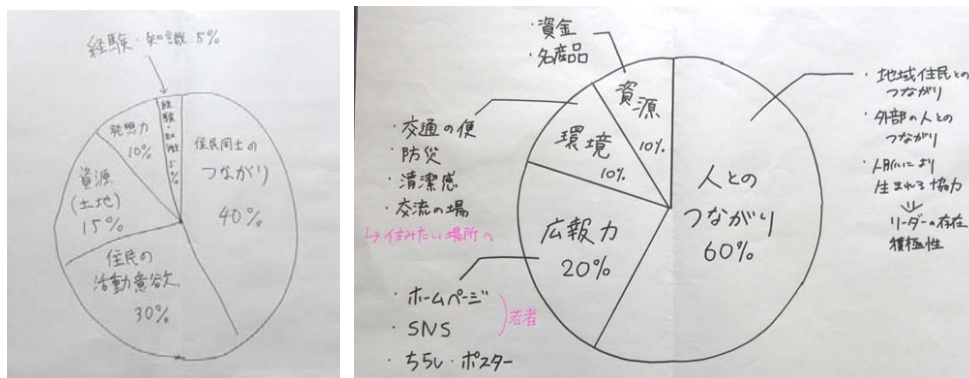 経験・知識 5%
経験・知識 5%
発想力
10%
住民同士の
つながり
40%
資源
(土地)
15%
住民の
活動意欲
30%
・資金
・名産品
資源
10%
環境
10%
・交通の便
・防災
・清潔感
・交流の場
↳住みたい場所へ
人との
つながり
60%
・地域住民との
つながり
・外部の人との
つながり
・人脈により
生まれる協力
リーダーの存在
積極性
広報力
20%
・ホームページ
・SNS
・ちらし・ポスター
若者